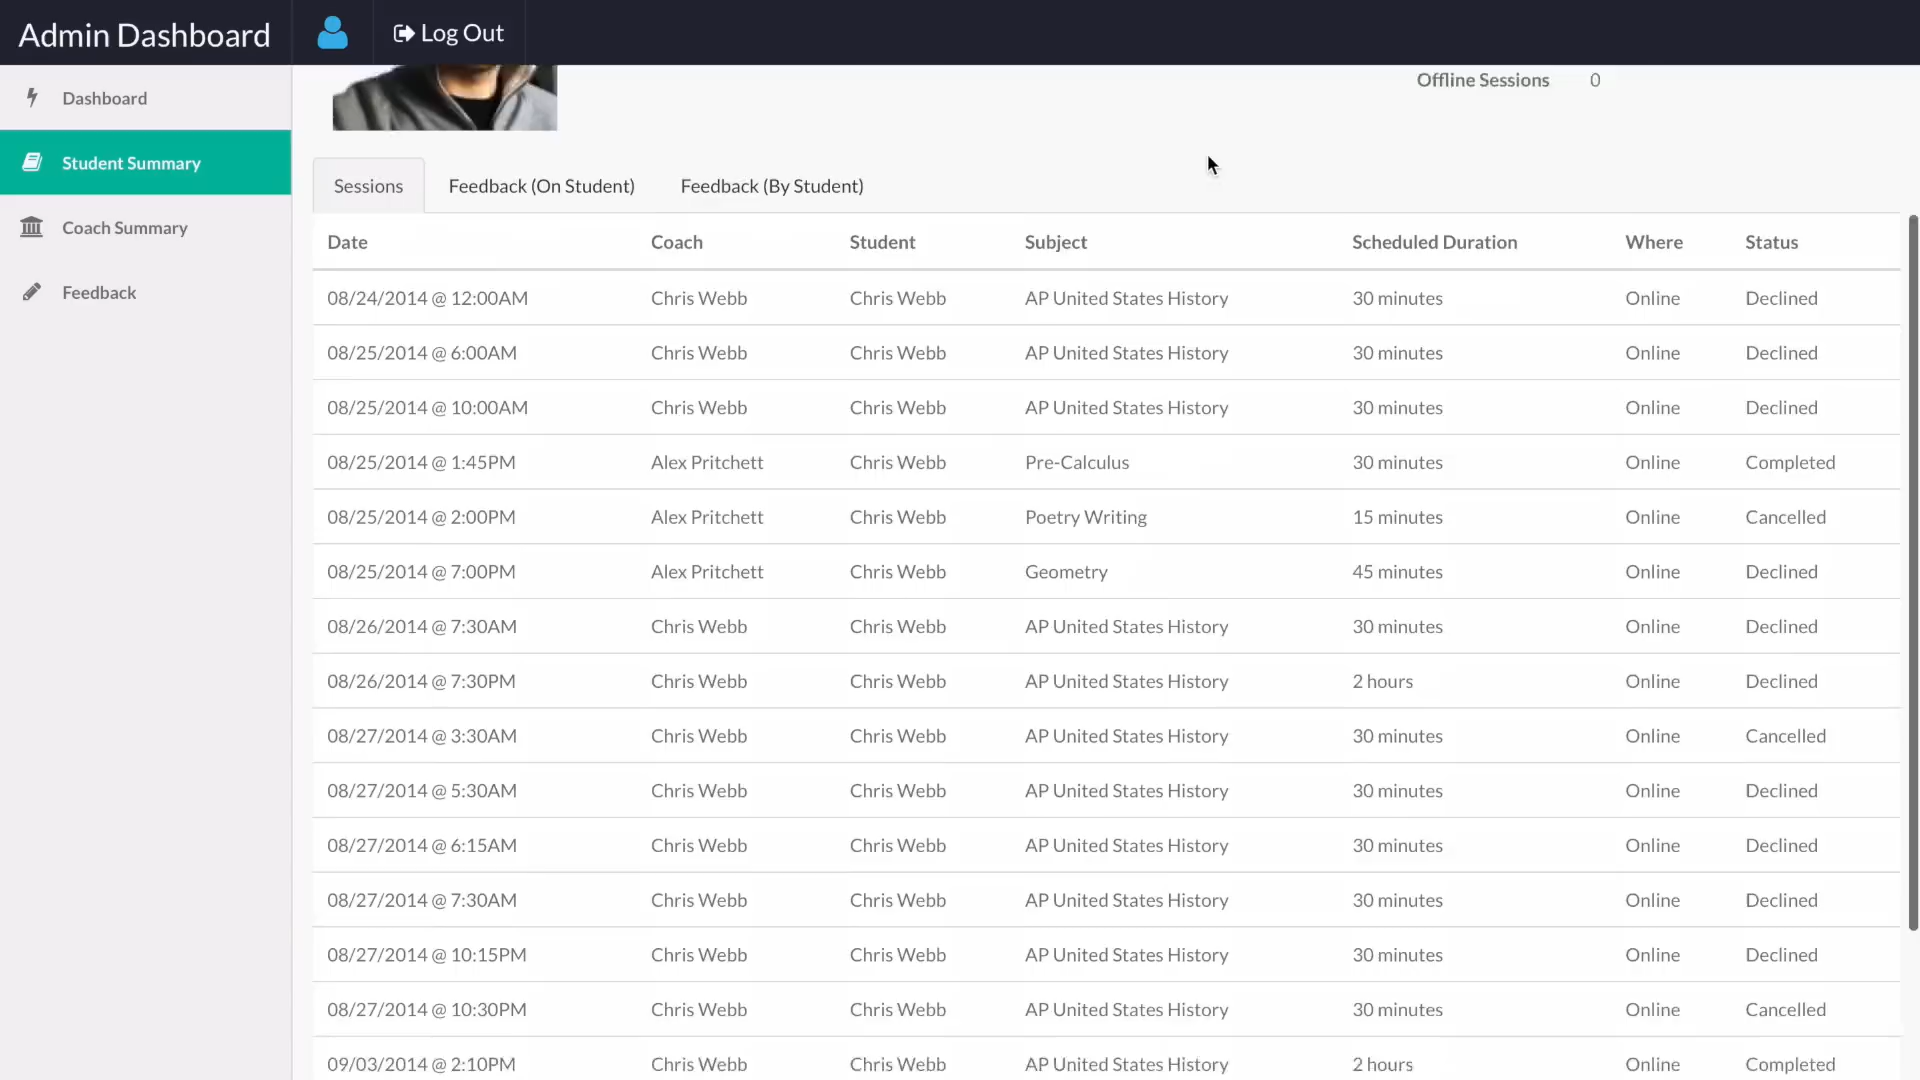 Admin Dashboard Log Out
Offline Sessions 0
Dashboard
Student Summary
Coach Summary
Feedback
Sessions Feedback (On Student) Feedback (By Student)
Date Coach Student Subject Scheduled Duration Where Status
08/24/2014 @ 12:00AM Chris Webb Chris Webb AP United States History 30 minutes Online Declined
08/25/2014 @ 6:00AM Chris Webb Chris Webb AP United States History 30 minutes Online Declined
08/25/2014 @ 10:00AM Chris Webb Chris Webb AP United States History 30 minutes Online Declined
08/25/2014 @ 1:45PM Alex Pritchett Chris Webb Pre-Calculus 30 minutes Online Completed
08/25/2014 @ 2:00PM Alex Pritchett Chris Webb Poetry Writing 15 minutes Online Cancelled
08/25/2014 @ 7:00PM Alex Pritchett Chris Webb Geometry 45 minutes Online Declined
08/26/2014 @ 7:30AM Chris Webb Chris Webb AP United States History 30 minutes Online Declined
08/26/2014 @ 7:30PM Chris Webb Chris Webb AP United States History 2 hours Online Declined
08/27/2014 @ 3:30AM Chris Webb Chris Webb AP United States History 30 minutes Online Cancelled
08/27/2014 @ 5:30AM Chris Webb Chris Webb AP United States History 30 minutes Online Declined
08/27/2014 @ 6:15AM Chris Webb Chris Webb AP United States History 30 minutes Online Declined
08/27/2014 @ 7:30AM Chris Webb Chris Webb AP United States History 30 minutes Online Declined
08/27/2014 @ 10:15PM Chris Webb Chris Webb AP United States History 30 minutes Online Declined
08/27/2014 @ 10:30PM Chris Webb Chris Webb AP United States History 30 minutes Online Cancelled
09/03/2014 @ 2:10PM Chris Webb Chris Webb AP United States History 2 hours Online Completed